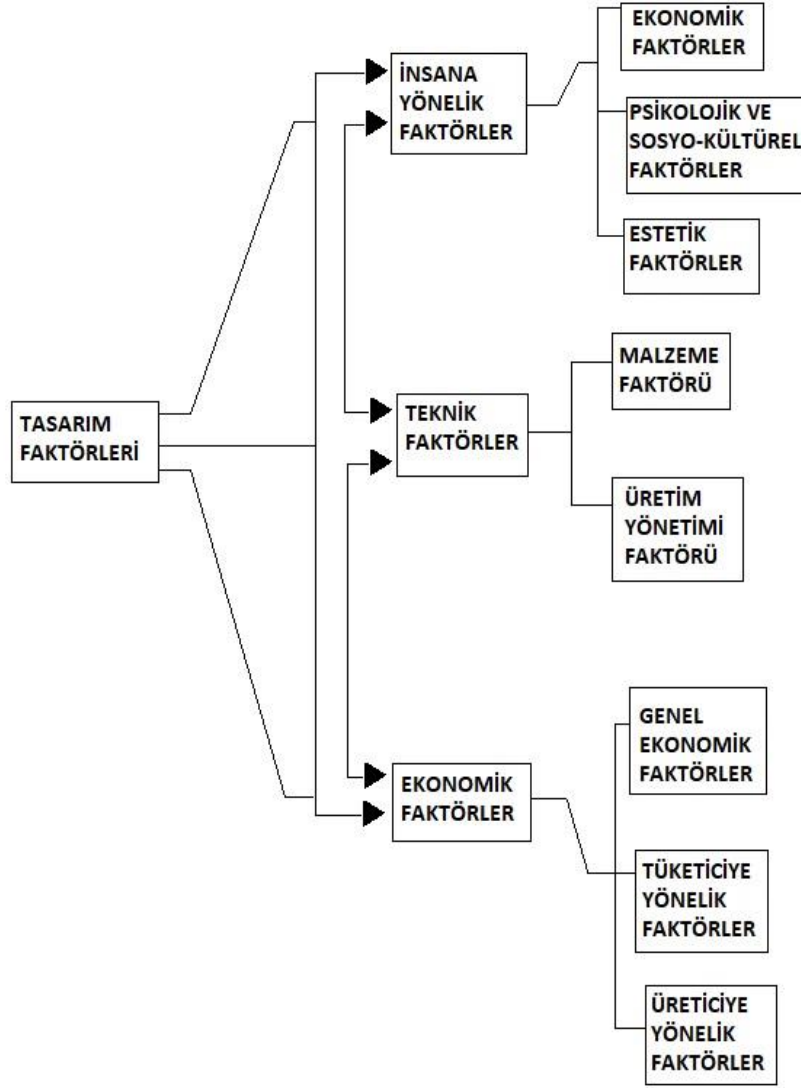 TASARIM
FAKTÖRLERİ
İNSANA
YÖNELİK
FAKTÖRLER
EKONOMİK
FAKTÖRLER
PSİKOLOJİK VE
SOSYO-KÜLTÜREL
FAKTÖRLER
ESTETİK
FAKTÖRLER
TEKNİK
FAKTÖRLER
MALZEME
FAKTÖRÜ
ÜRETİM
YÖNETİMİ
FAKTÖRÜ
EKONOMİK
FAKTÖRLER
GENEL
EKONOMİK
FAKTÖRLER
TÜKETİCİYE
YÖNELİK
FAKTÖRLER
ÜRETİCİYE
YÖNELİK
FAKTÖRLER